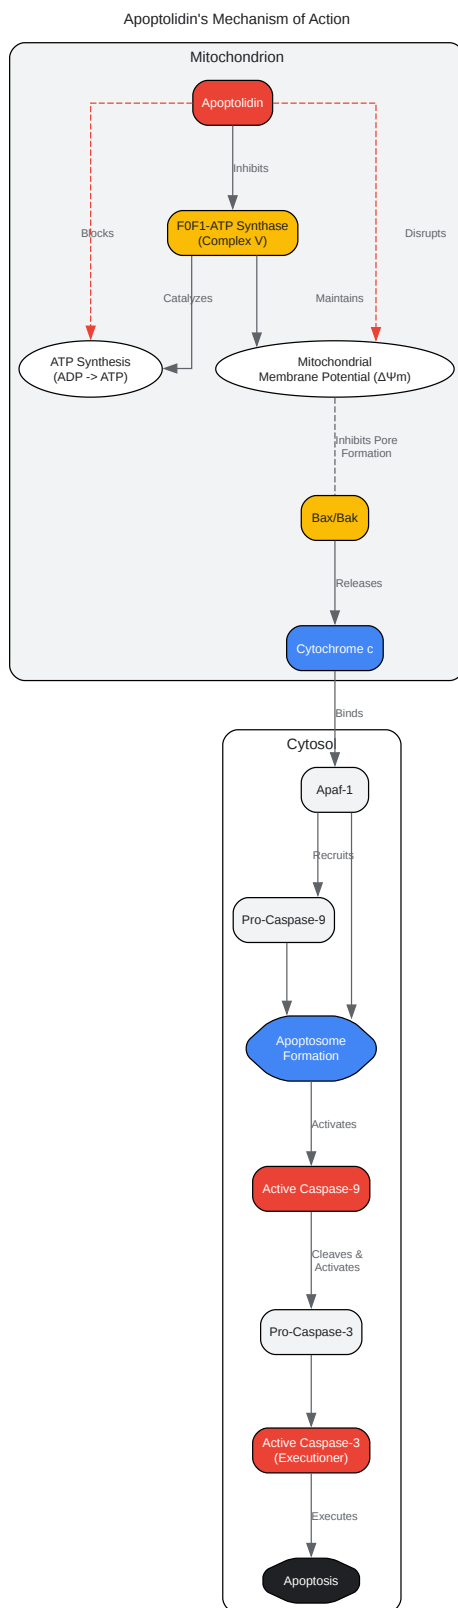 Apoptolidin's Mechanism of Action
Mitochondrion
Apoptolidin
Inhibits
F0F1-ATP Synthase
(Complex V)
Blocks
Disrupts
Catalyzes
Maintains
ATP Synthesis
(ADP -> ATP)
Mitochondrial
Membrane Potential (ΔΨm)
Inhibits Pore
Formation
Bax/Bak
Releases
Cytochrome c
Binds
Cytosol
Apaf-1
Recruits
Pro-Caspase-9
Apoptosome
Formation
Activates
Active Caspase-9
Cleaves &
Activates
Pro-Caspase-3
Active Caspase-3
(Executioner)
Executes
Apoptosis